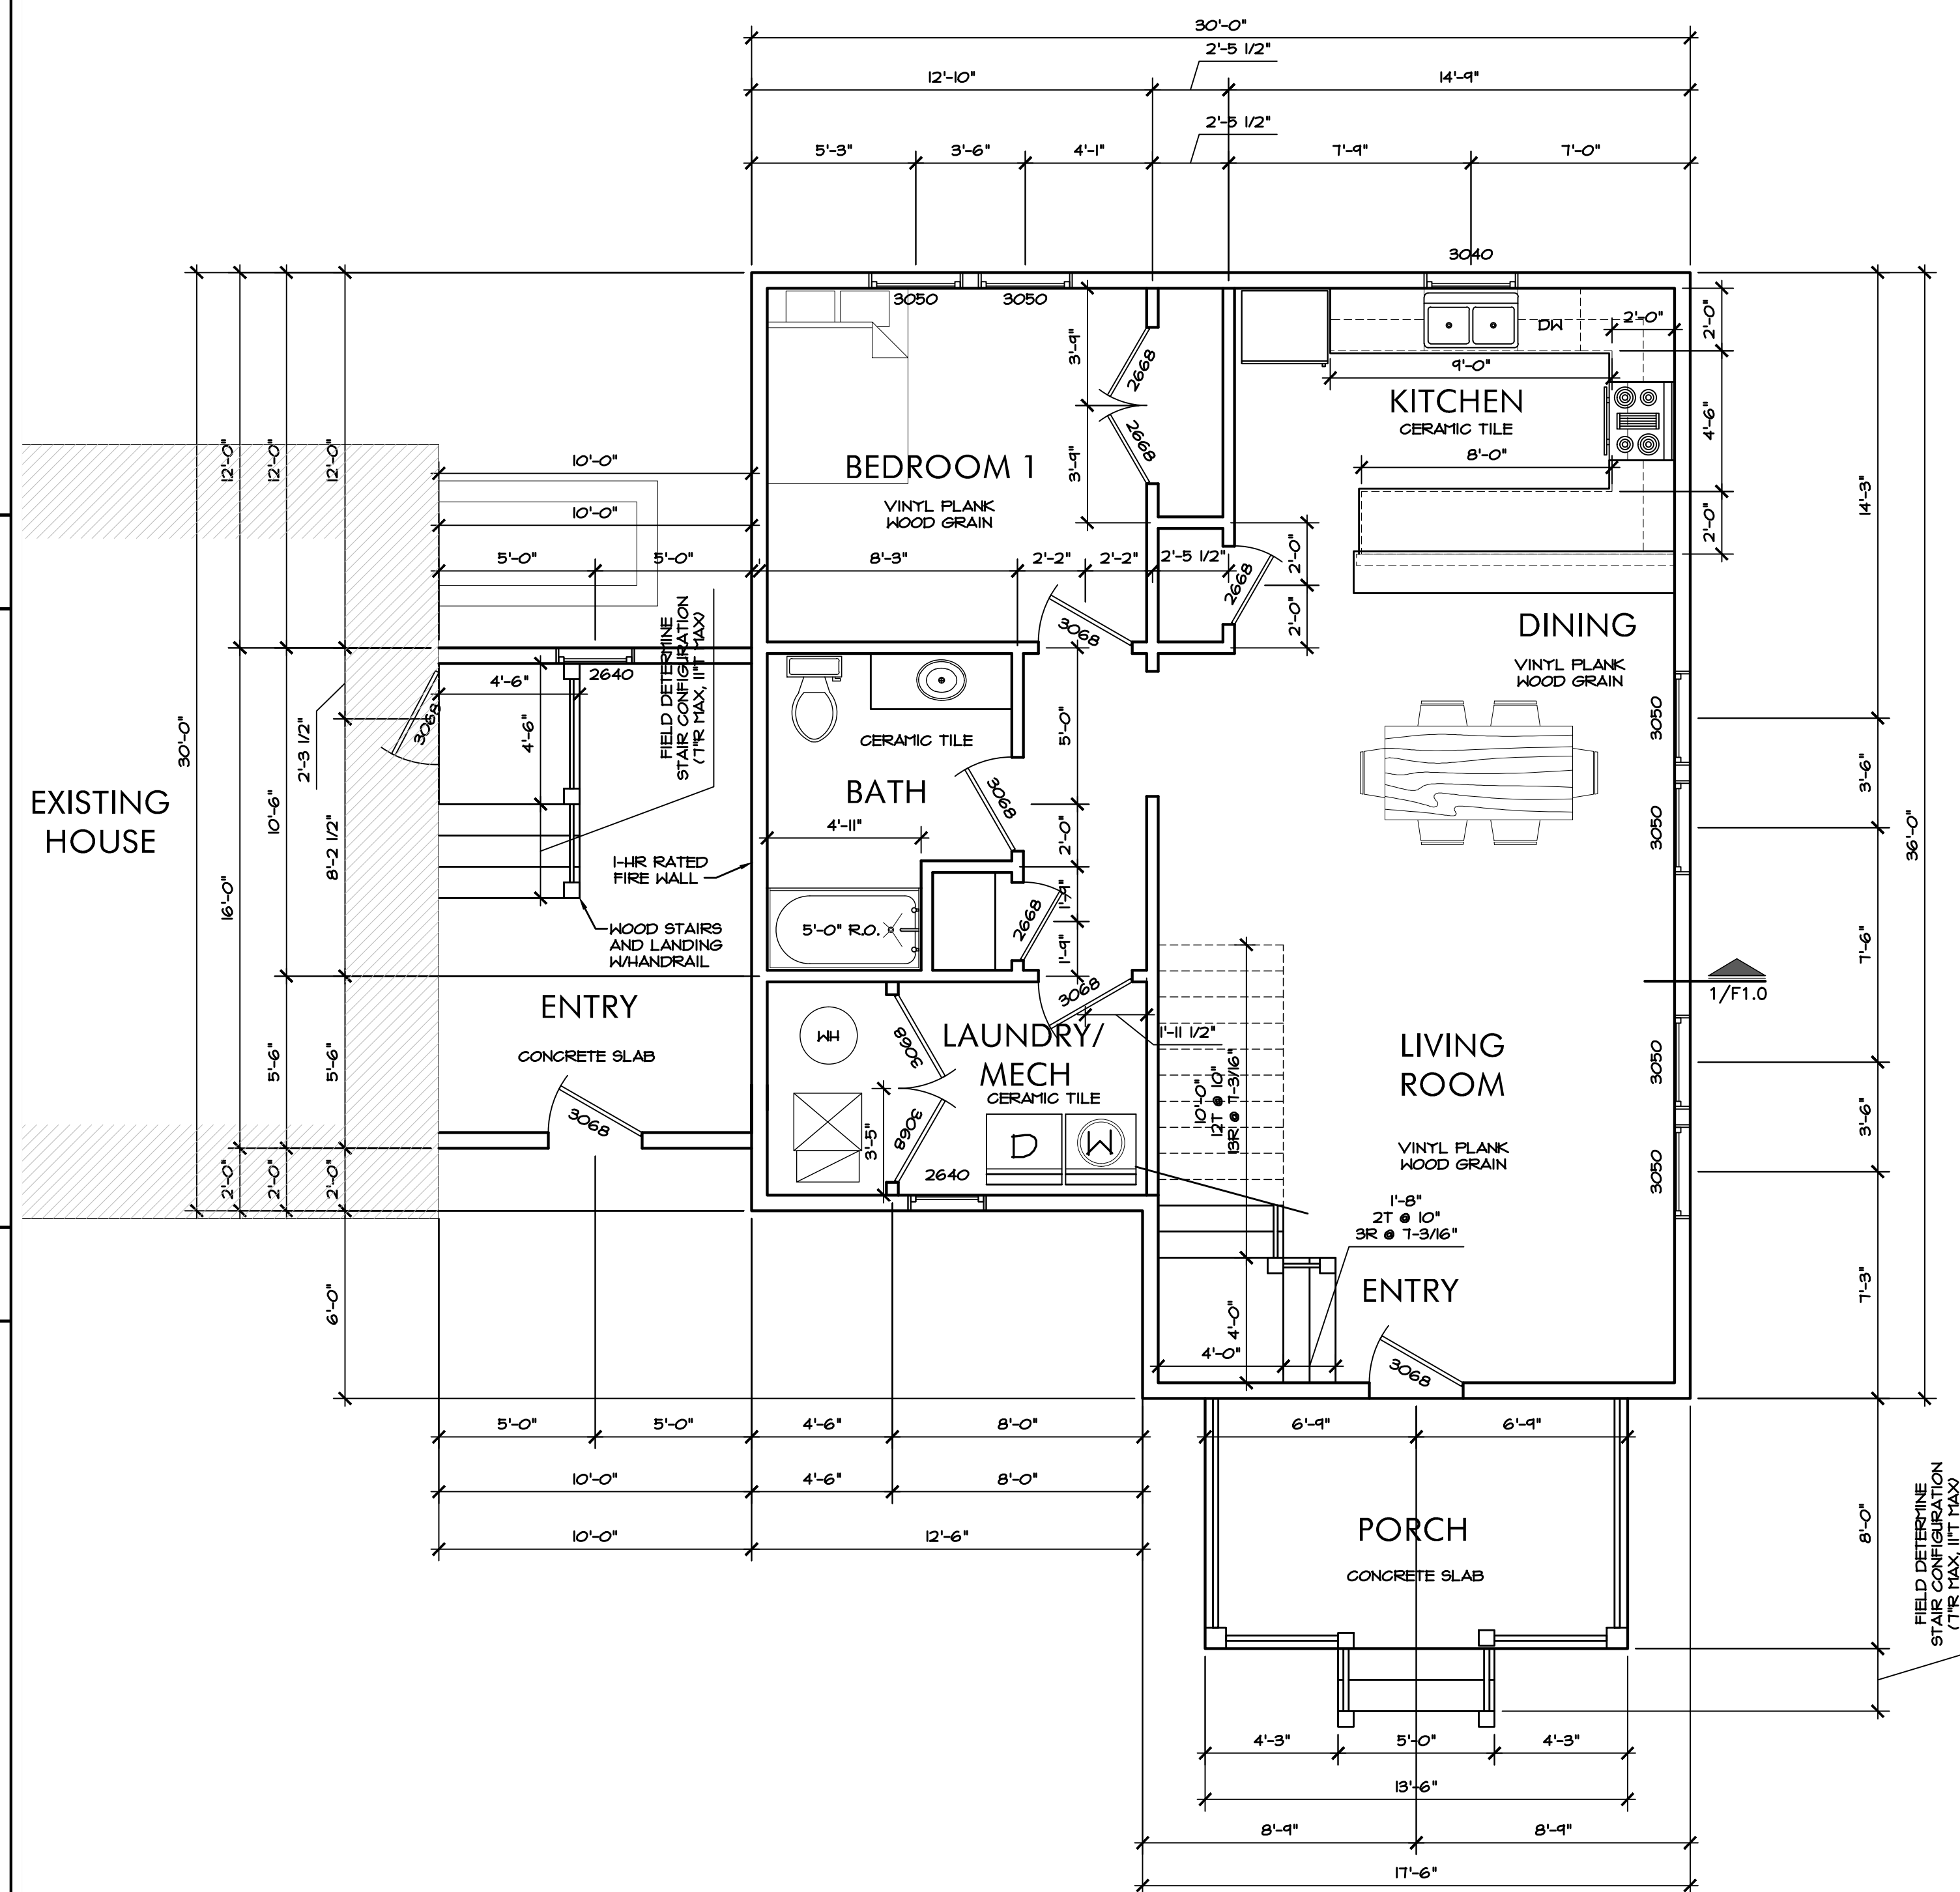 30'-0"
2'-5 1/2"
12'-10"
14'-9"
2'-5 1/2"
5'-3"
3'-6"
4'-1"
7'-9"
7'-0"
3040
3050
3050
DW
2'-0"
2'-0"
3'-9"
2668
9'-0"
KITCHEN
CERAMIC TILE
4'-6"
12'-0"
12'-0"
12'-0"
10'-0"
BEDROOM 1
3'-9"
2668
8'-0"
14'-3"
VINYL PLANK
WOOD GRAIN
10'-0"
2'-0"
5'-0"
5'-0"
8'-3"
2'-2"
2'-2"
2'-5 1/2"
2'-0"
2668
2'-0"
FIELD DETERMINE
STAIR CONFIGURATION
(7"R MAX, 11"T MAX)
3068
DINING
VINYL PLANK
WOOD GRAIN
2640
4'-6"
3068
4'-6"
30'-0"
2'-3 1/2"
CERAMIC TILE
5'-0"
3050
3'-6"
EXISTING
HOUSE
BATH
3068
10'-6"
8'-2 1/2"
4'-11"
2'-0"
3050
36'-0"
1-HR RATED
FIRE WALL
16'-0"
1'-9"
2668
5'-0" R.O.
1'-9"
WOOD STAIRS
AND LANDING
W/HANDRAIL
7'-6"
1/F1.0
ENTRY
CONCRETE SLAB
3068
WH
3068
LAUNDRY/
MECH
CERAMIC TILE
1'-11 1/2"
LIVING
ROOM
3050
5'-6"
5'-6"
10'-0"
12T @ 10"
13R @ 7-3/16"
3068
3068
3'-5"
D
W
VINYL PLANK
WOOD GRAIN
3'-6"
3050
2640
2'-0"
2'-0"
2'-0"
1'-8"
2T @ 10"
3R @ 7-3/16"
6'-0"
ENTRY
7'-3"
4'-0"
4'-0"
3068
5'-0"
5'-0"
4'-6"
8'-0"
6'-9"
6'-9"
10'-0"
4'-6"
8'-0"
10'-0"
12'-6"
PORCH
CONCRETE SLAB
8'-0"
FIELD DETERMINE
STAIR CONFIGURATION
(7"R MAX, 11"T MAX)
4'-3"
5'-0"
4'-3"
13'-6"
8'-9"
8'-9"
17'-6"